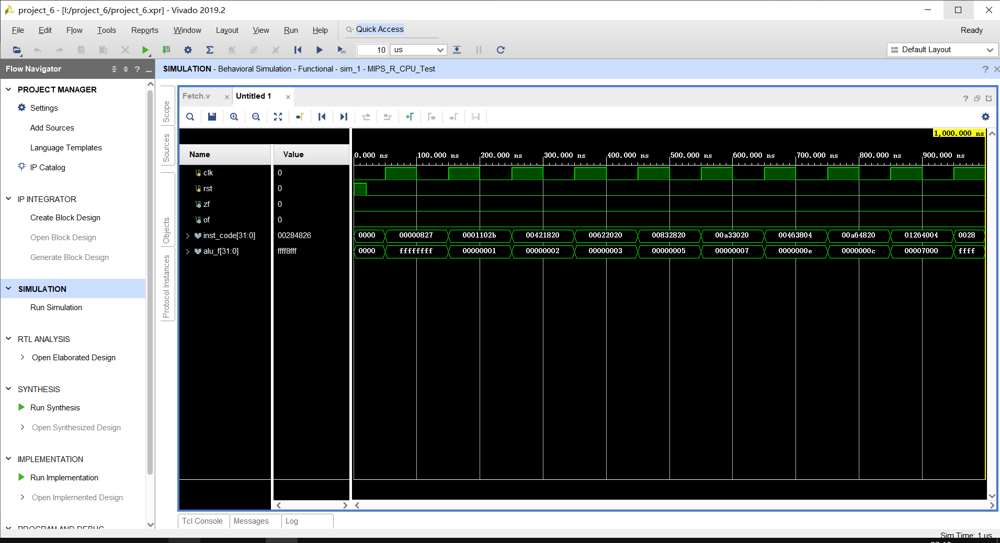 project_6 - [I:/project_6/project_6.xpr] - Vivado 2019.2
File Edit Flow Tools Reports Window Layout View Run Help Quick Access Ready
10 us Default Layout
Flow Navigator
SIMULATION - Behavioral Simulation - Functional - sim_1 - MIPS_R_CPU_Test
PROJECT MANAGER
Settings
Add Sources
Language Templates
IP Catalog
IP INTEGRATOR
Create Block Design
Open Block Design
Generate Block Design
SIMULATION
Run Simulation
RTL ANALYSIS
Open Elaborated Design
SYNTHESIS
Run Synthesis
Open Synthesized Design
IMPLEMENTATION
Run Implementation
Open Implemented Design
PROGRAM AND DEBUG
Scope
Sources
Objects
Protocol Instances
Fetch.v Untitled 1
1,000.000 ns
Name Value
0.000 ns 100.000 ns 200.000 ns 300.000 ns 400.000 ns 500.000 ns 600.000 ns 700.000 ns 800.000 ns 900.000 ns
clk 0
rst 0
zf 0
of 0
inst_code[31:0] 00284826 0000 00000827 0001102b 00421820 00622020 00832820 00a33020 00463804 00a64820 01264004 0028
alu_f[31:0] ffff8fff 0000 ffffffff 00000001 00000002 00000003 00000005 00000007 0000000e 0000000c 00007000 ffff
Tcl Console Messages Log
Sim Time: 1 us